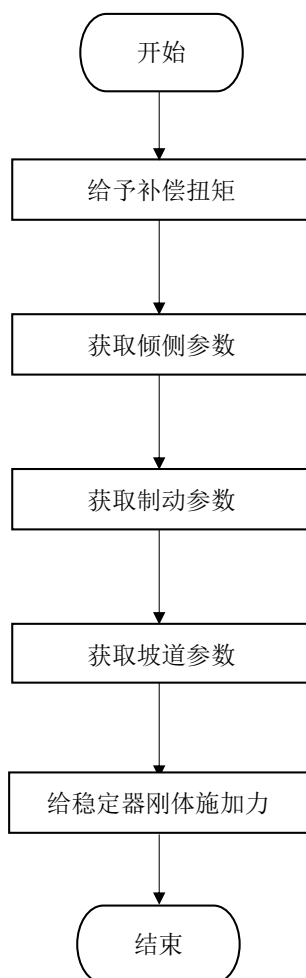 开始
给予补偿扭矩
获取倾侧参数
获取制动参数
获取坡道参数
给稳定器刚体施加力
结束